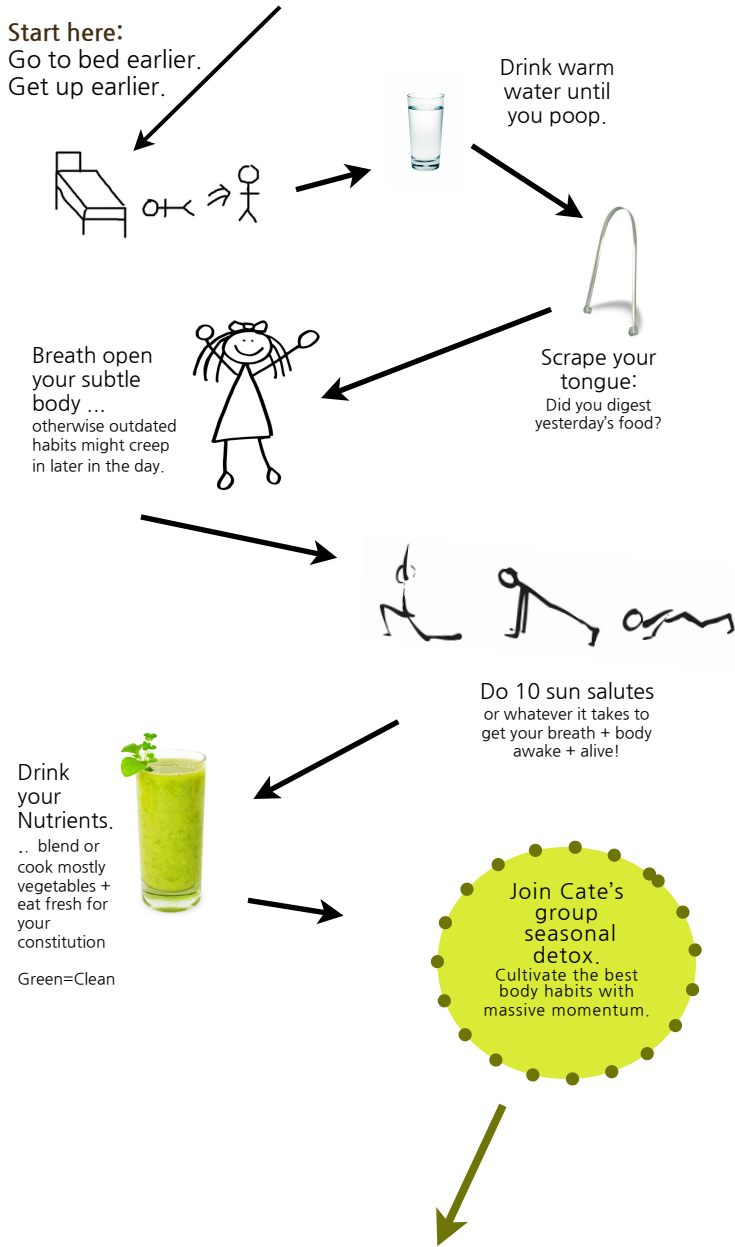 Start here:
Go to bed earlier.
Get up earlier.
Drink warm
water until
you poop.
Scrape your
tongue:
Did you digest
yesterday's food?
Breath open
your subtle
body ...
otherwise outdated
habits might creep
in later in the day.
Do 10 sun salutes
or whatever it takes to
get your breath + body
awake + alive!
Drink
your
Nutrients.
.. blend or
cook mostly
vegetables +
eat fresh for
your
constitution
Green=Clean
Join Cate's
group
seasonal
detox.
Cultivate the best
body habits with
massive momentum.